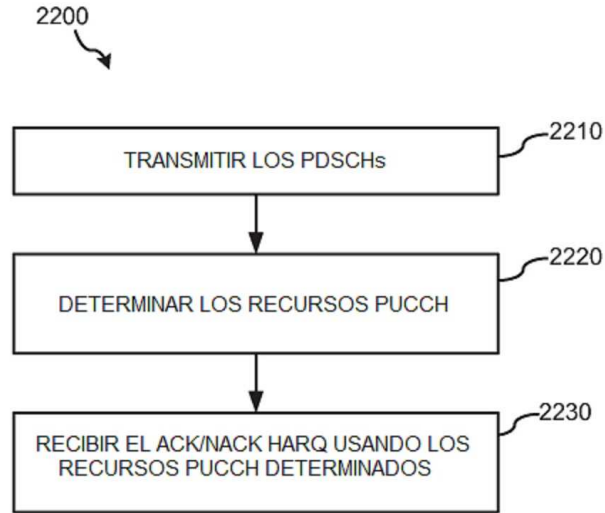 2200
TRANSMITIR LOS PDSCHs
2210
DETERMINAR LOS RECURSOS PUCCH
2220
RECIBIR EL ACK/NACK HARQ USANDO LOS
RECURSOS PUCCH DETERMINADOS
2230